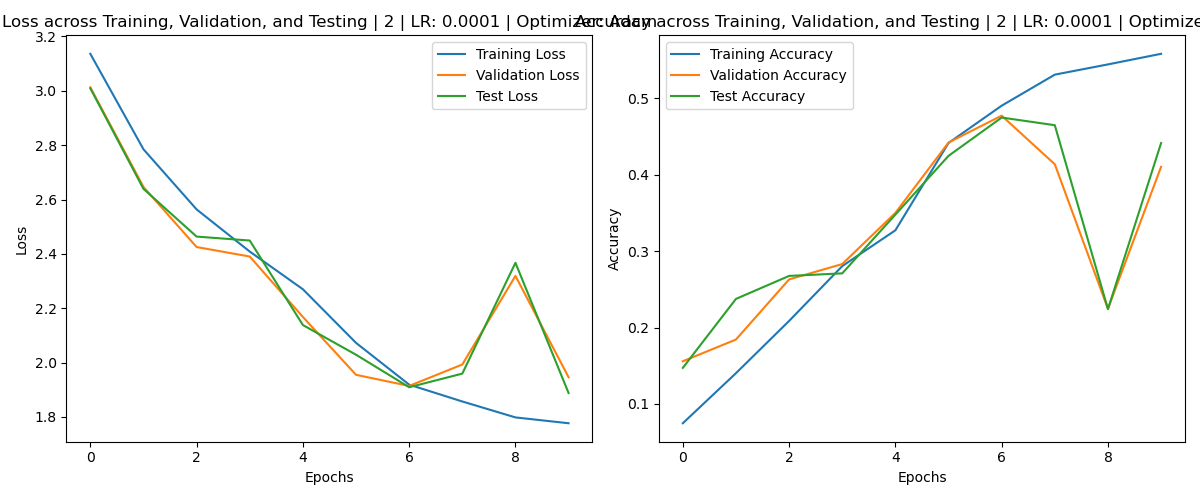 Loss across Training, Validation, and Testing | 2 | LR: 0.0001 | Optimizer: Adam
Accuracy across Training, Validation, and Testing | 2 | LR: 0.0001 | Optimize
3.2
3.0
2.8
2.6
2.4
2.2
2.0
1.8
Loss
Training Loss
Validation Loss
Test Loss
0 2 4 6 8
Epochs
0.5
0.4
0.3
0.2
0.1
Accuracy
Training Accuracy
Validation Accuracy
Test Accuracy
0 2 4 6 8
Epochs